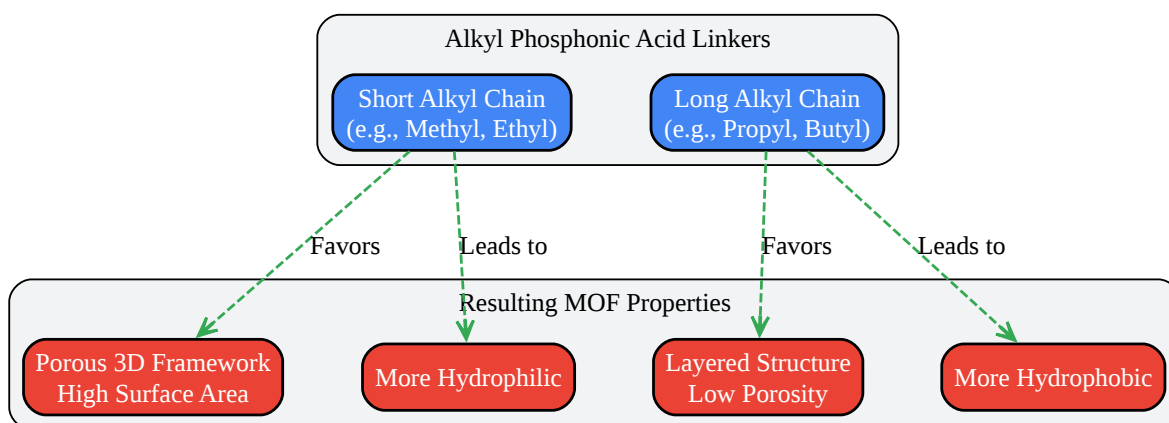 Alkyl Phosphonic Acid Linkers
Short Alkyl Chain
(e.g., Methyl, Ethyl)
Long Alkyl Chain
(e.g., Propyl, Butyl)
Favors
Leads to
Favors
Leads to
Resulting MOF Properties
Porous 3D Framework
High Surface Area
More Hydrophilic
Layered Structure
Low Porosity
More Hydrophobic